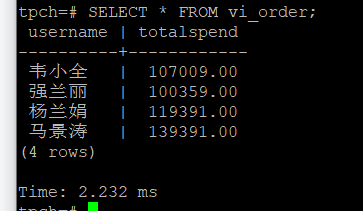 tpch=# SELECT * FROM vi_order;
 username | totalspend
----------+------------
 韦小全   |  107009.00
 强兰丽   |  100359.00
 杨兰娟   |  119391.00
 马景涛   |  139391.00
(4 rows)
Time: 2.232 ms
tpch=#